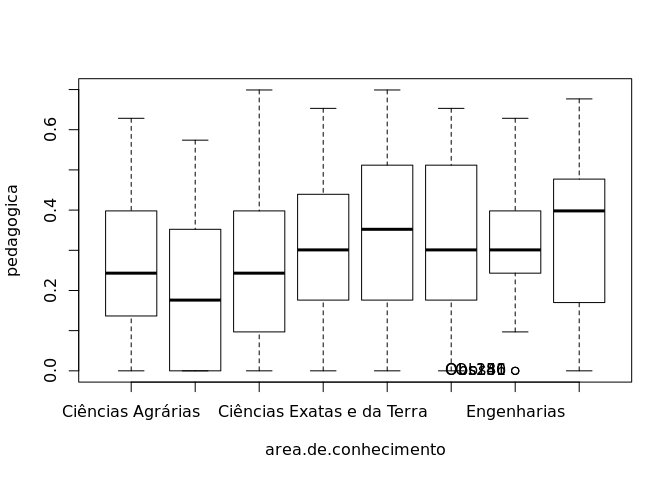 pedagogica
0.6
0.4
0.2
0.0
Ciências Agrárias
Ciências Exatas e da Terra
Engenharias
area.de.conhecimento